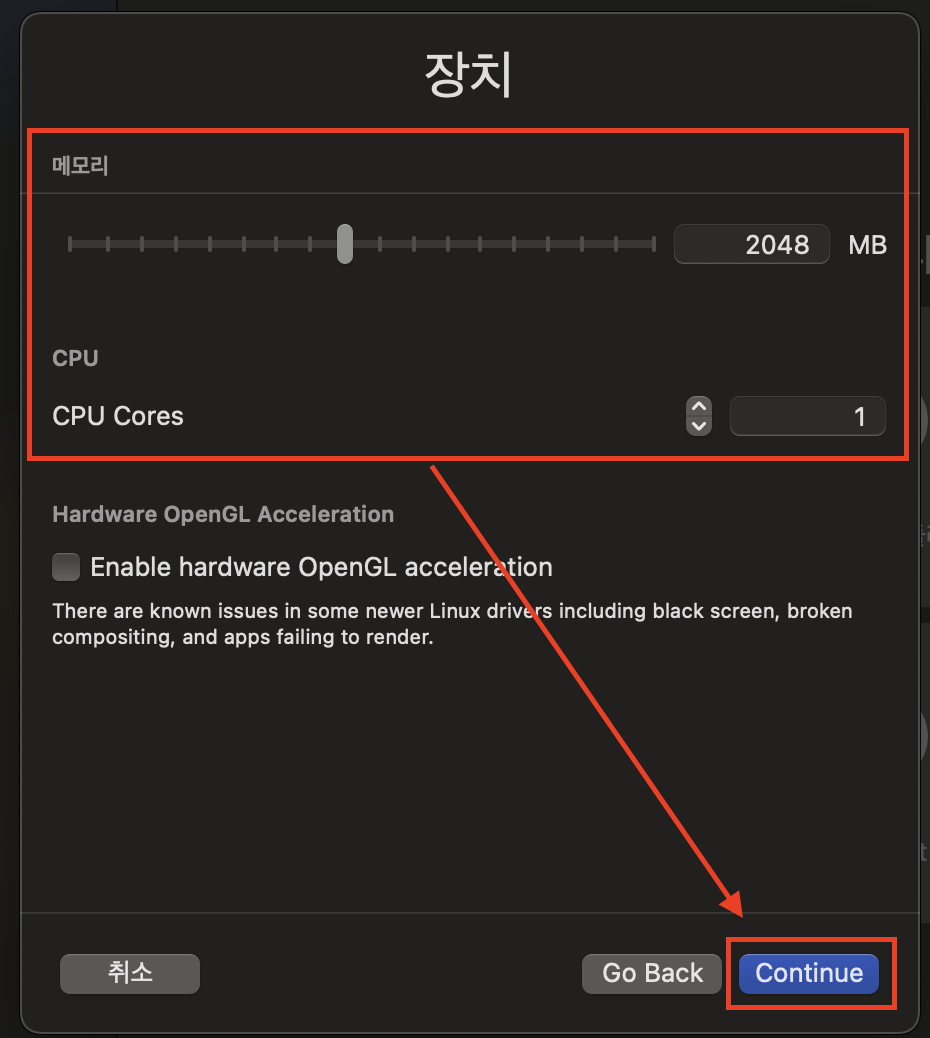 장치
메모리
2048 MB
CPU
CPU Cores 1
Hardware OpenGL Acceleration
Enable hardware OpenGL acceleration
There are known issues in some newer Linux drivers including black screen, broken
compositing, and apps failing to render.
취소 Go Back Continue